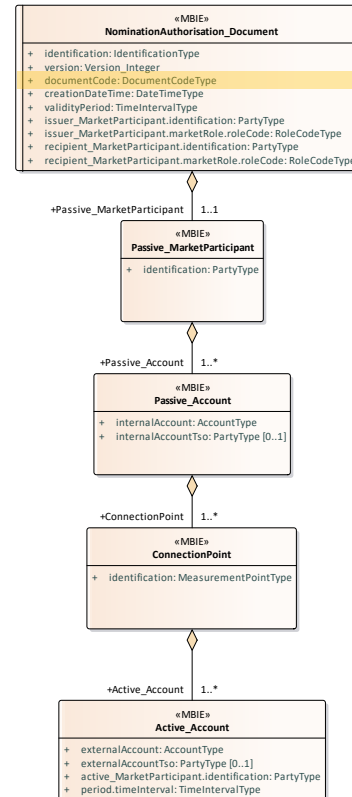 «MBIE»
NominationAuthorisation_Document
+ identification: IdentificationType
+ version: Version_Integer
+ documentCode: DocumentCodeType
+ creationDateTime: DateTimeType
+ validityPeriod: TimeIntervalType
+ issuer_MarketParticipant.identification: PartyType
+ issuer_MarketParticipant.marketRole.roleCode: RoleCodeType
+ recipient_MarketParticipant.identification: PartyType
+ recipient_MarketParticipant.marketRole.roleCode: RoleCodeType
+Passive_MarketParticipant 1..1
«MBIE»
Passive_MarketParticipant
+ identification: PartyType
+Passive_Account 1..*
«MBIE»
Passive_Account
+ internalAccount: AccountType
+ internalAccountTso: PartyType [0..1]
+ConnectionPoint 1..*
«MBIE»
ConnectionPoint
+ identification: MeasurementPointType
+Active_Account 1..*
«MBIE»
Active_Account
+ externalAccount: AccountType
+ externalAccountTso: PartyType [0..1]
+ active_MarketParticipant.identification: PartyType
+ period.timeInterval: TimeIntervalType